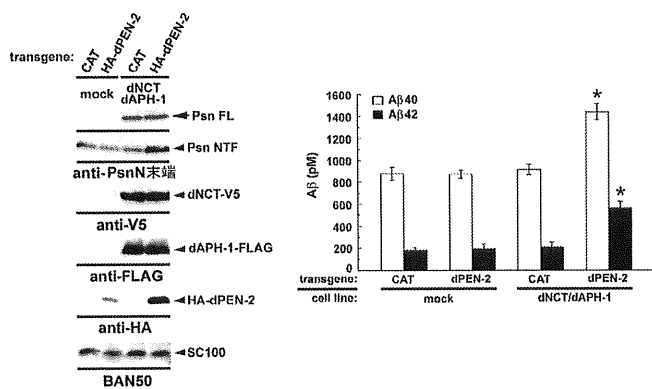 transgene: CAT HA-dPEN-2 CAT HA-dPEN-2
mock dNCT dAPH-1
Psn FL
Psn NTF
anti-PsnN末端
dNCT-V5
anti-V5
dAPH-1-FLAG
anti-FLAG
HA-dPEN-2
anti-HA
SC100
BAN50
Aβ (pM)
1600
1400
1200
1000
800
600
400
200
0
Aβ40
Aβ42
*
*
transgene: CAT dPEN-2 CAT dPEN-2
cell line: mock dNCT/dAPH-1